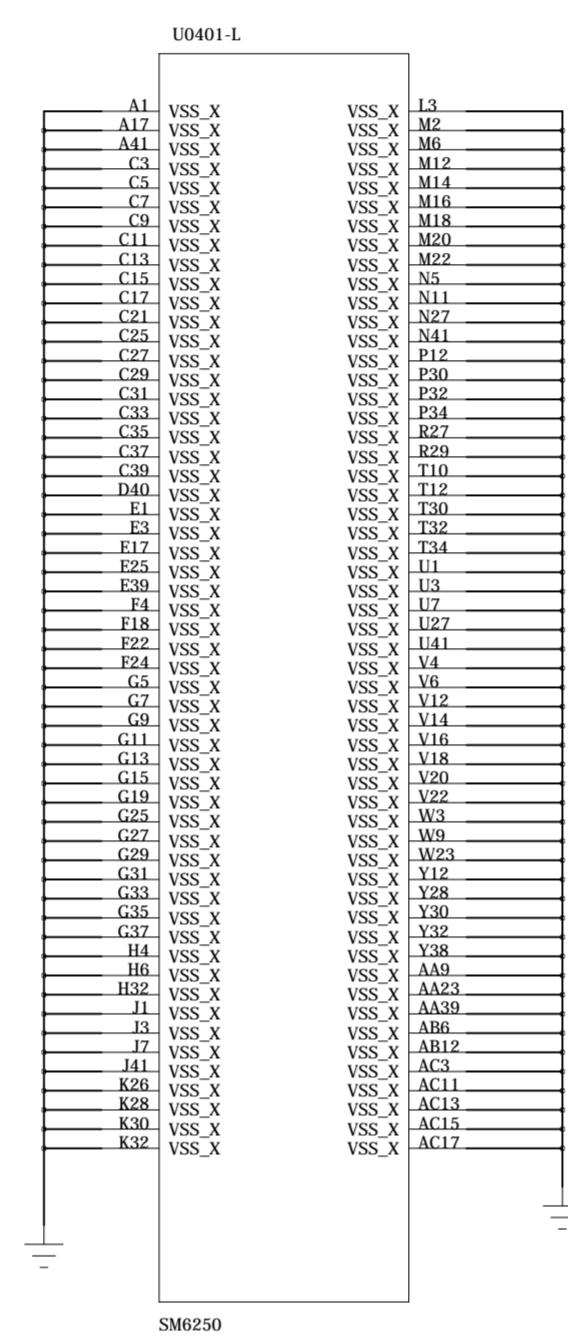 U0401-L
A1 VSS_X VSS_X L3
A17 VSS_X VSS_X M2
A41 VSS_X VSS_X M6
C3 VSS_X VSS_X M12
C5 VSS_X VSS_X M14
C7 VSS_X VSS_X M16
C9 VSS_X VSS_X M18
C11 VSS_X VSS_X M20
C13 VSS_X VSS_X M22
C15 VSS_X VSS_X N5
C17 VSS_X VSS_X N11
C21 VSS_X VSS_X N27
C25 VSS_X VSS_X N41
C27 VSS_X VSS_X P12
C29 VSS_X VSS_X P30
C31 VSS_X VSS_X P32
C33 VSS_X VSS_X P34
C35 VSS_X VSS_X R27
C37 VSS_X VSS_X R29
C39 VSS_X VSS_X T10
D40 VSS_X VSS_X T12
E1 VSS_X VSS_X T30
E3 VSS_X VSS_X T32
E17 VSS_X VSS_X T34
E25 VSS_X VSS_X U1
E39 VSS_X VSS_X U3
F4 VSS_X VSS_X U7
F18 VSS_X VSS_X U27
F22 VSS_X VSS_X U41
F24 VSS_X VSS_X V4
G5 VSS_X VSS_X V6
G7 VSS_X VSS_X V12
G9 VSS_X VSS_X V14
G11 VSS_X VSS_X V16
G13 VSS_X VSS_X V18
G15 VSS_X VSS_X V20
G19 VSS_X VSS_X V22
G25 VSS_X VSS_X W3
G27 VSS_X VSS_X W9
G29 VSS_X VSS_X W23
G31 VSS_X VSS_X Y12
G33 VSS_X VSS_X Y28
G35 VSS_X VSS_X Y30
G37 VSS_X VSS_X Y32
H4 VSS_X VSS_X Y38
H6 VSS_X VSS_X AA9
H32 VSS_X VSS_X AA23
J1 VSS_X VSS_X AA39
J3 VSS_X VSS_X AB6
J7 VSS_X VSS_X AB12
J41 VSS_X VSS_X AC3
K26 VSS_X VSS_X AC11
K28 VSS_X VSS_X AC13
K30 VSS_X VSS_X AC15
K32 VSS_X VSS_X AC17
SM6250